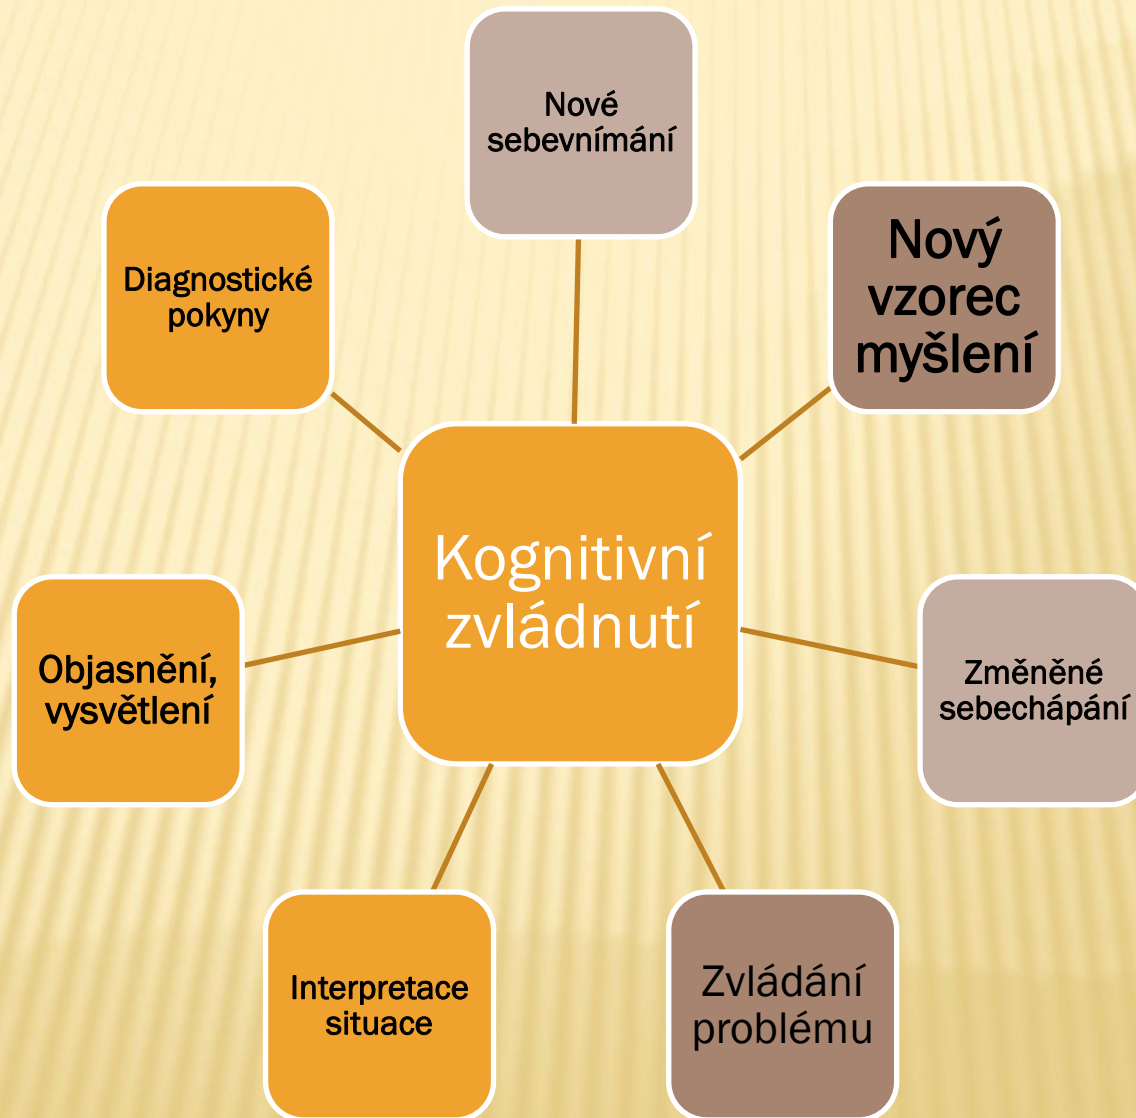 Nové
sebevnímání
Nový
vzorec
myšlení
Diagnostické
pokyny
Kognitivní
zvládnutí
Objasnění,
vysvětlení
Změněné
sebechápání
Interpretace
situace
Zvládání
problému